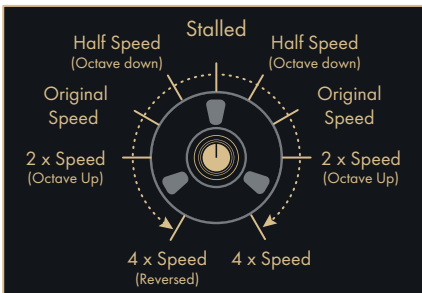 Stalled
Half Speed
(Octave down)
Half Speed
(Octave down)
Original
Speed
Original
Speed
2 x Speed
(Octave Up)
2 x Speed
(Octave Up)
4 x Speed
(Reversed)
4 x Speed